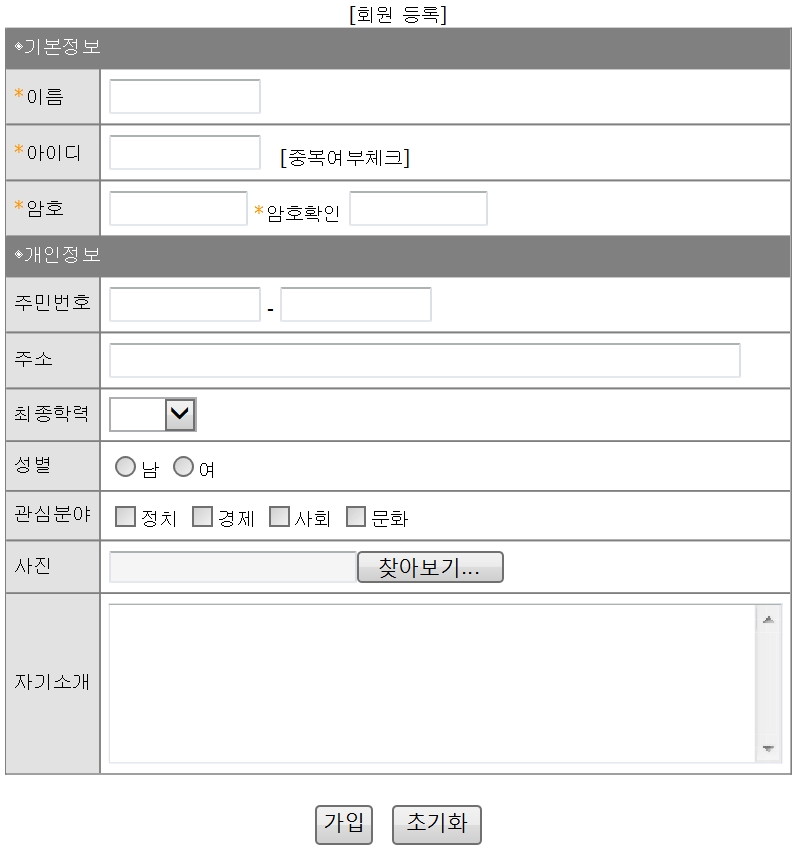 [회원 등록]
◈기본정보
*이름
*아이디 [중복여부체크]
*암호 *암호확인
◈개인정보
주민번호 -
주소
최종학력
성별 남 여
관심분야 정치 경제 사회 문화
사진 찾아보기...
자기소개
가입 초기화